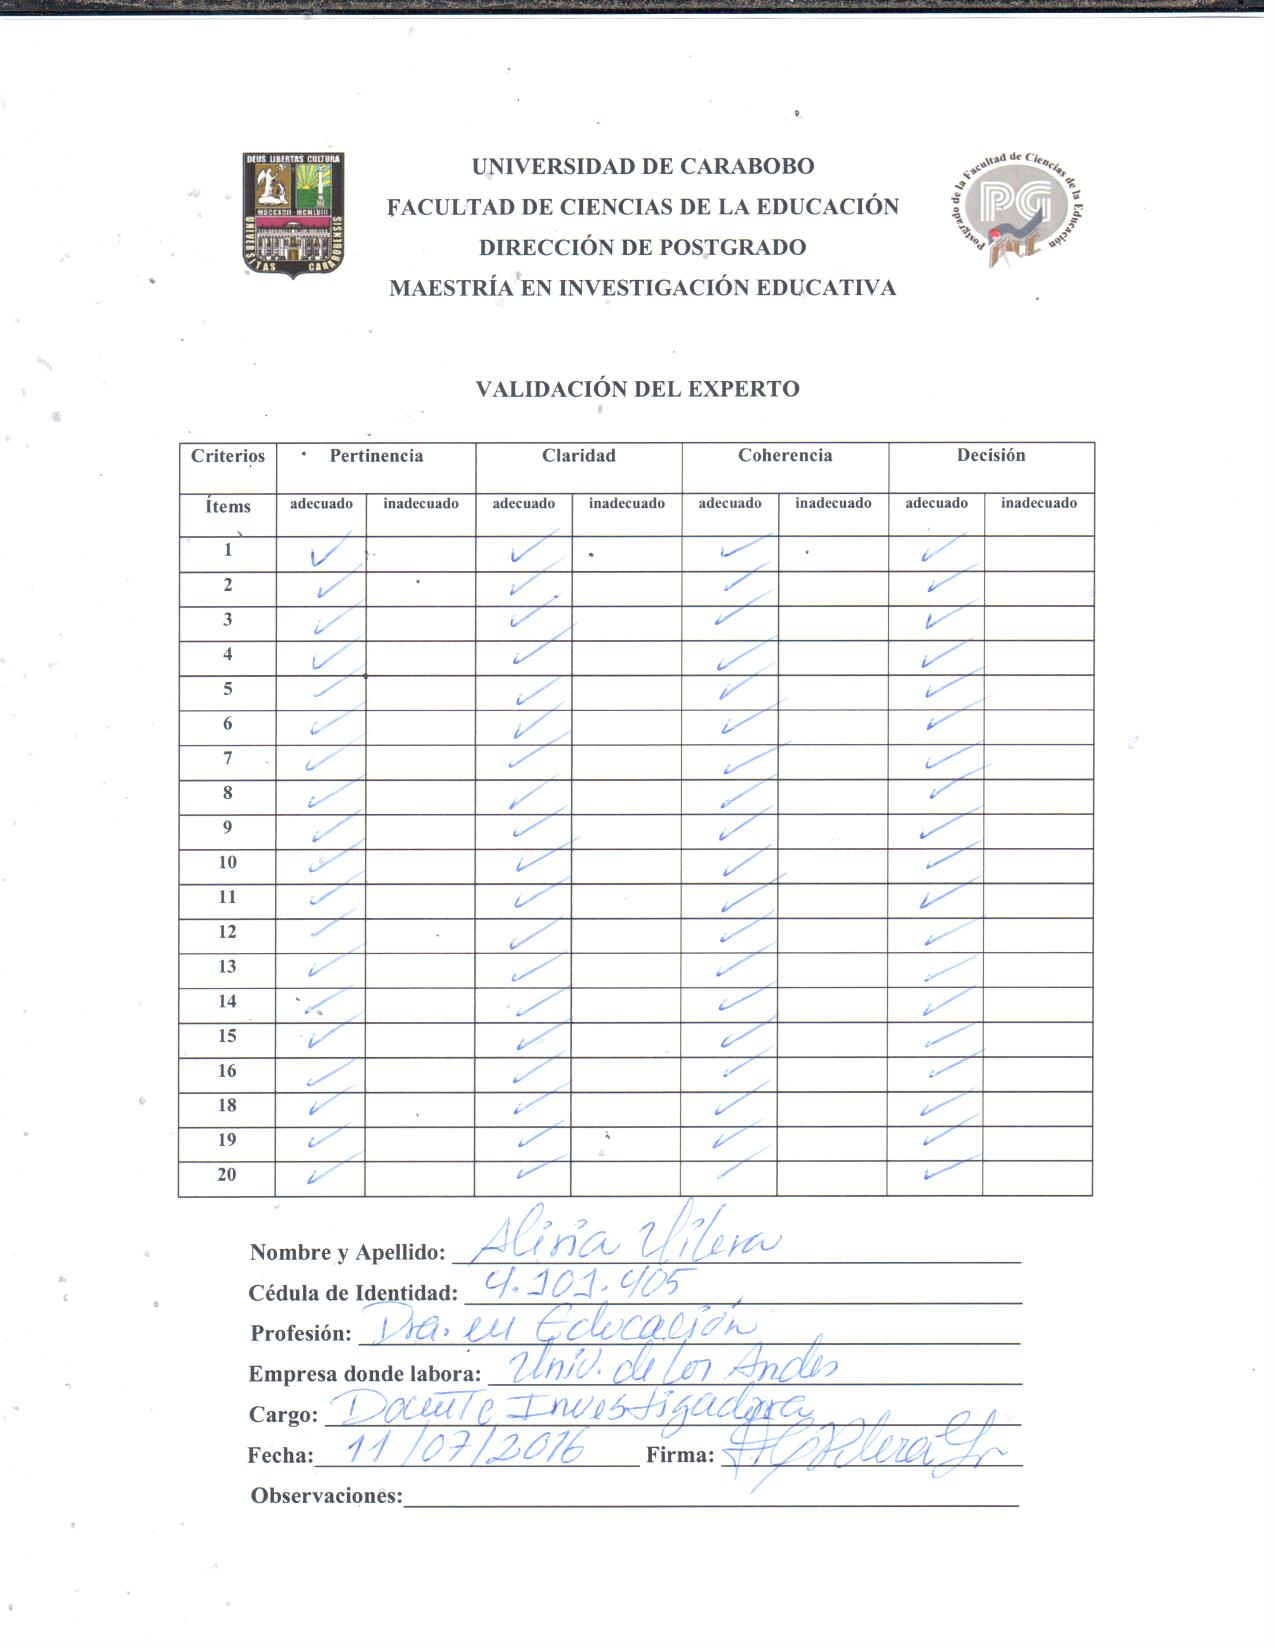 DEUS LIBERTAS CULTURA
MDCCXCII MCMLVIII
UNIVERSITAS CARABOBENSIS
UNIVERSIDAD DE CARABOBO
FACULTAD DE CIENCIAS DE LA EDUCACIÓN
DIRECCIÓN DE POSTGRADO
MAESTRÍA EN INVESTIGACIÓN EDUCATIVA
Postgrado de la Facultad de Ciencias de la Educación
PG
FACE
VALIDACIÓN DEL EXPERTO
Criterios Pertinencia Claridad Coherencia Decisión
Ítems adecuado inadecuado adecuado inadecuado adecuado inadecuado adecuado inadecuado
1 ✓ ✓ ✓ ✓
2 ✓ ✓ ✓ ✓
3 ✓ ✓ ✓ ✓
4 ✓ ✓ ✓ ✓
5 ✓ ✓ ✓ ✓
6 ✓ ✓ ✓ ✓
7 ✓ ✓ ✓ ✓
8 ✓ ✓ ✓ ✓
9 ✓ ✓ ✓ ✓
10 ✓ ✓ ✓ ✓
11 ✓ ✓ ✓ ✓
12 ✓ ✓ ✓ ✓
13 ✓ ✓ ✓ ✓
14 ✓ ✓ ✓ ✓
15 ✓ ✓ ✓ ✓
16 ✓ ✓ ✓ ✓
18 ✓ ✓ ✓ ✓
19 ✓ ✓ ✓ ✓
20 ✓ ✓ ✓ ✓
Nombre y Apellido: Aliria Vilera
Cédula de Identidad: 4.101.405
Profesión: Dra. en Educación
Empresa donde labora: Univ. de los Andes
Cargo: Docente Investigadora
Fecha: 11/07/2016 Firma:
Observaciones: